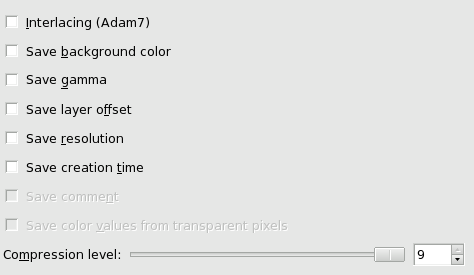 Interlacing (Adam7)
Save background color
Save gamma
Save layer offset
Save resolution
Save creation time
Save comment
Save color values from transparent pixels
Compression level: 9